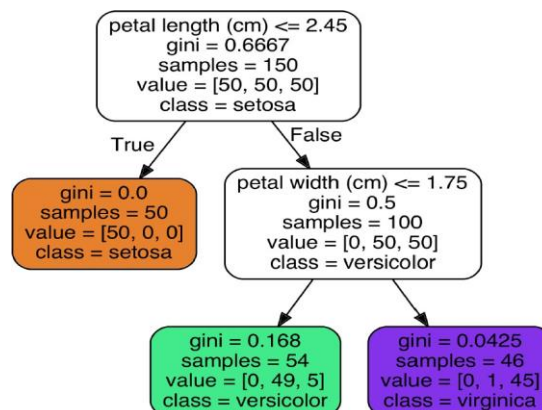 petal length (cm) <= 2.45
gini = 0.6667
samples = 150
value = [50, 50, 50]
class = setosa
True
False
gini = 0.0
samples = 50
value = [50, 0, 0]
class = setosa
petal width (cm) <= 1.75
gini = 0.5
samples = 100
value = [0, 50, 50]
class = versicolor
gini = 0.168
samples = 54
value = [0, 49, 5]
class = versicolor
gini = 0.0425
samples = 46
value = [0, 1, 45]
class = virginica